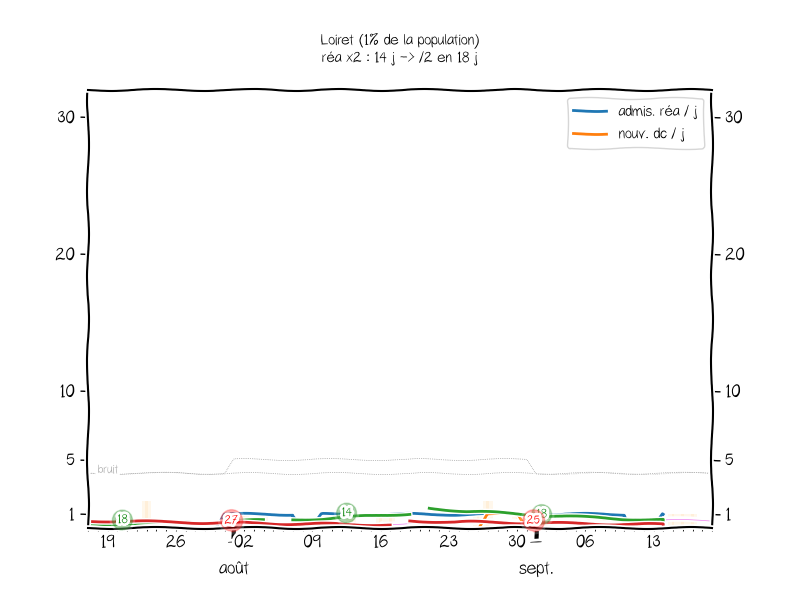 Loiret (1% de la population)
réa x2 : 14 j -> /2 en 18 j
admis. réa / j
nouv. dc / j
30 30
20 20
10 10
5 5
bruit
1 1
18 27 14 25
19 26 02 09 16 23 30 06 13
août sept.